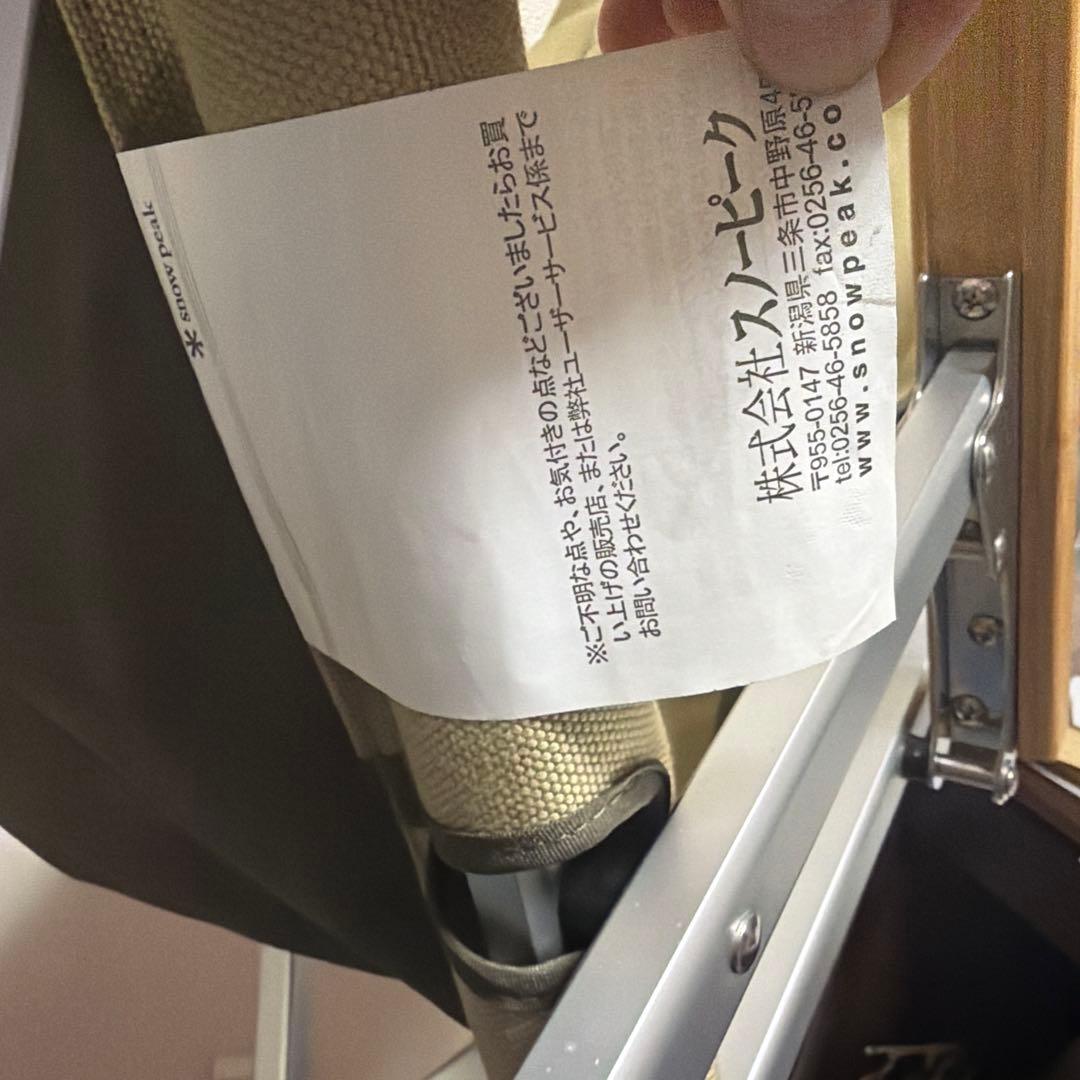 snow peak
※ご不明な点や、お気付きの点などございましたらお買
い上げの販売店、または弊社ユーザーサービス係まで
お問い合わせください。
株式会社スノーピーク
〒955-0147 新潟県三条市中野原4
tel:0256-46-5858 fax:0256-46-5
www.snowpeak.co